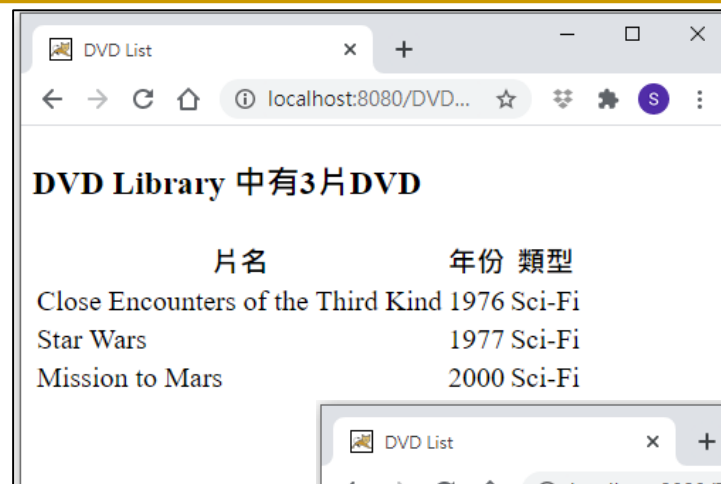 DVD List
localhost:8080/DVD...
S
DVD Library 中有3片DVD
片名 年份 類型
Close Encounters of the Third Kind 1976 Sci-Fi
Star Wars 1977 Sci-Fi
Mission to Mars 2000 Sci-Fi
DVD List